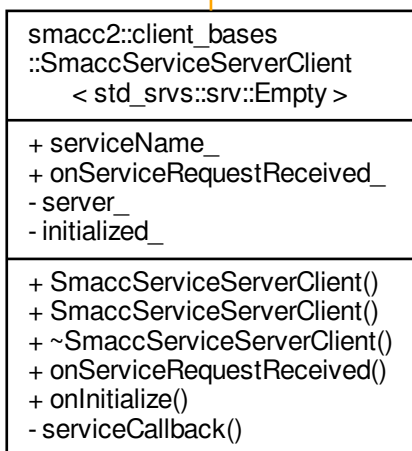 smacc2::client_bases
::SmaccServiceServerClient
< std_srvs::srv::Empty >
+ serviceName_
+ onServiceRequestReceived_
- server_
- initialized_
+ SmaccServiceServerClient()
+ SmaccServiceServerClient()
+ ~SmaccServiceServerClient()
+ onServiceRequestReceived()
+ onInitialize()
- serviceCallback()